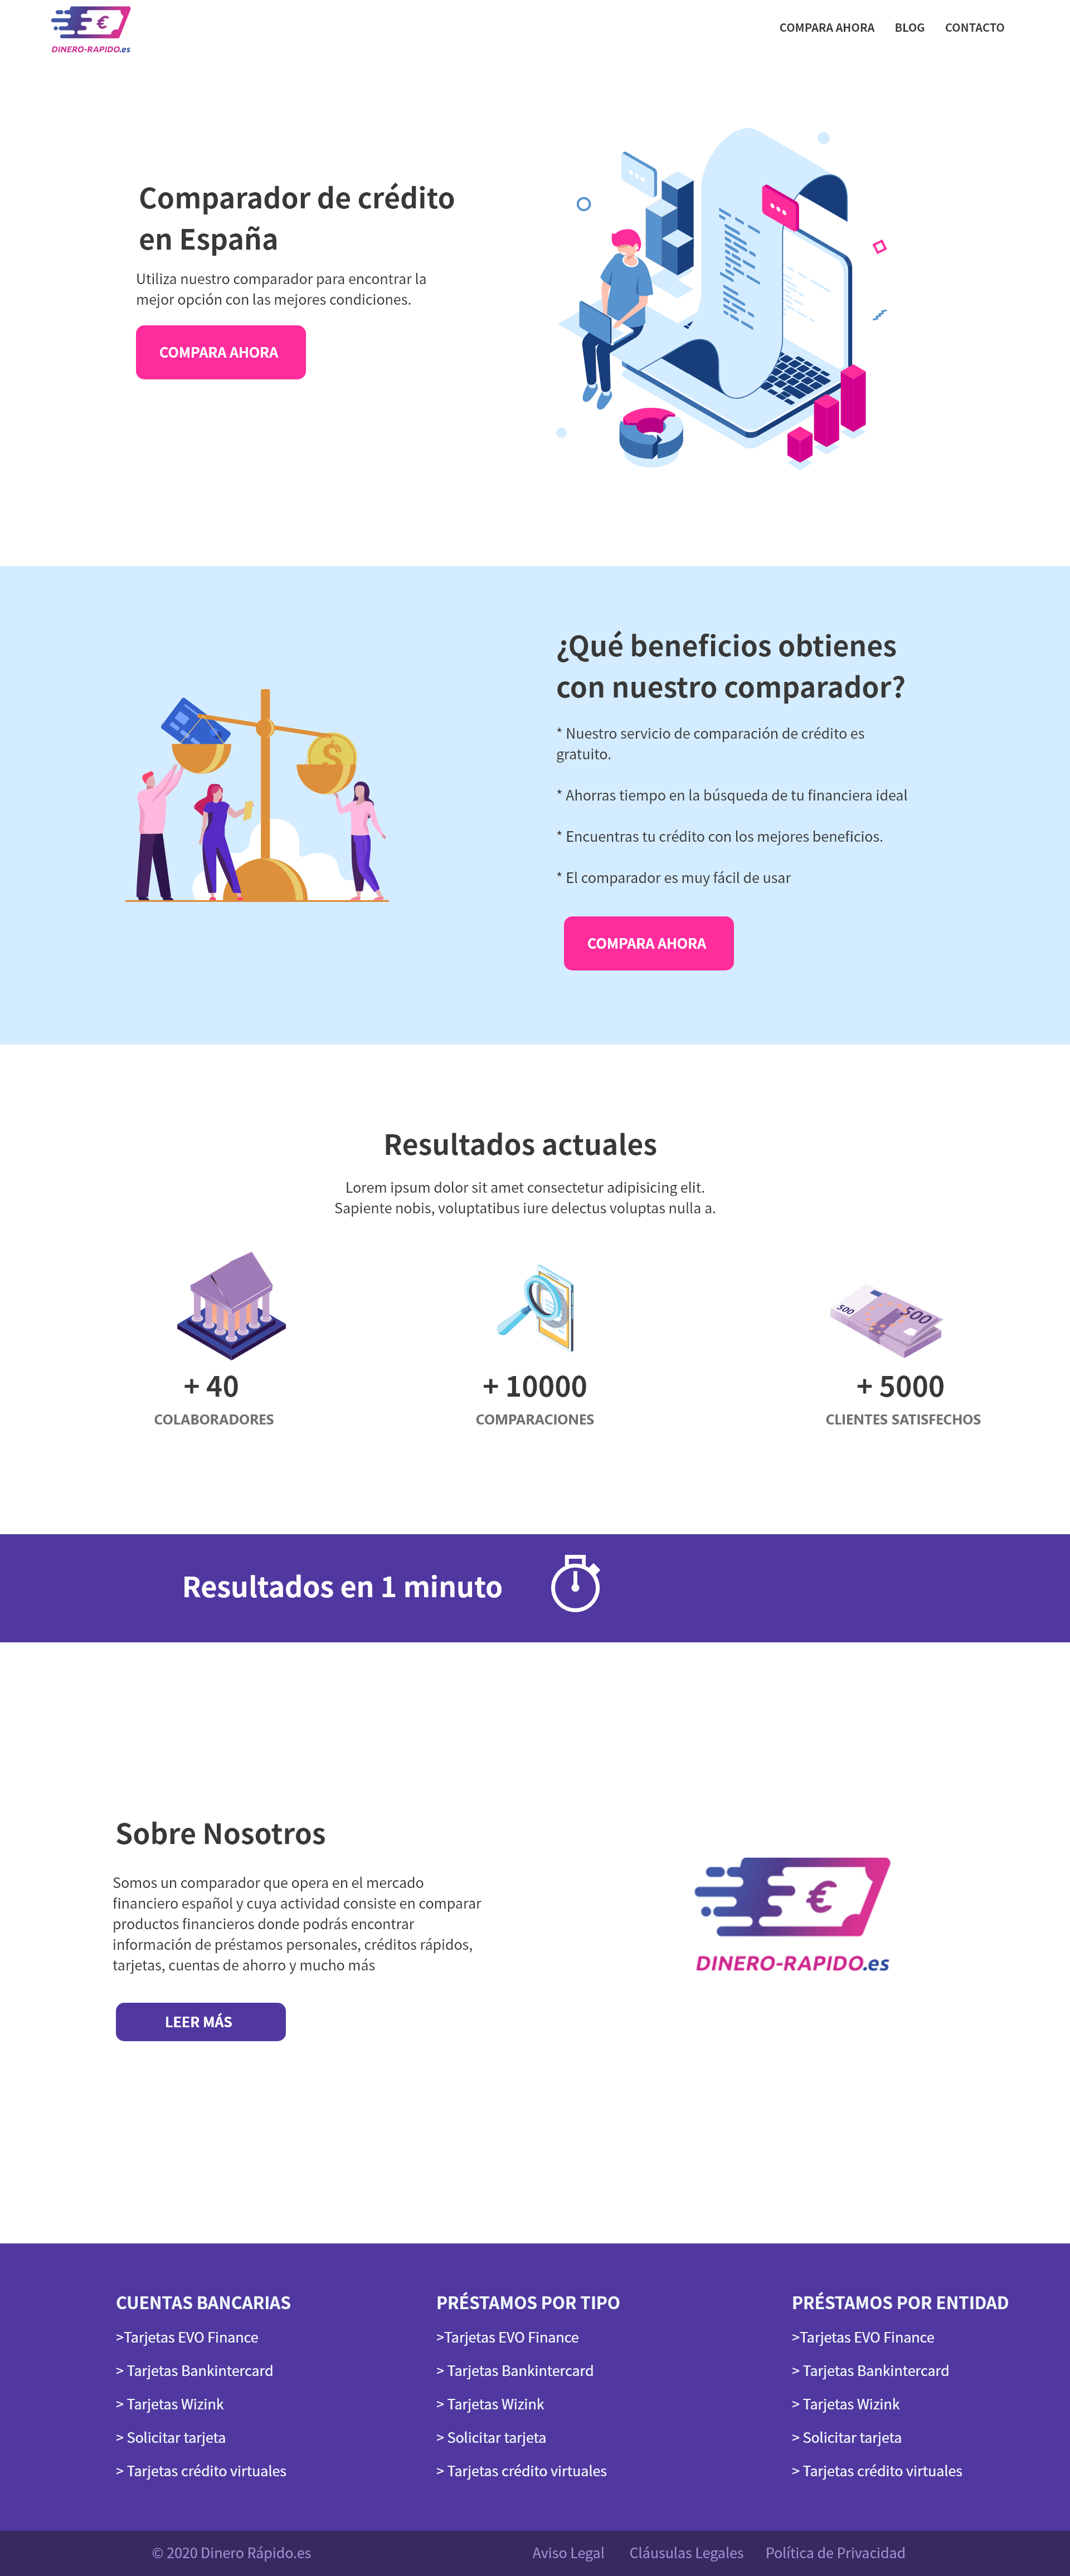 €
DINERO-RAPIDO.es
COMPARA AHORA
BLOG
CONTACTO
Comparador de crédito
en España
Utiliza nuestro comparador para encontrar la
mejor opción con las mejores condiciones.
COMPARA AHORA
¿Qué beneficios obtienes
con nuestro comparador?
* Nuestro servicio de comparación de crédito es
gratuito.
* Ahorras tiempo en la búsqueda de tu financiera ideal
* Encuentras tu crédito con los mejores beneficios.
* El comparador es muy fácil de usar
COMPARA AHORA
$
Resultados actuales
Lorem ipsum dolor sit amet consectetur adipisicing elit.
Sapiente nobis, voluptatibus iure delectus voluptas nulla a.
500
500
+ 40
COLABORADORES
+ 10000
COMPARACIONES
+ 5000
CLIENTES SATISFECHOS
Resultados en 1 minuto
Sobre Nosotros
Somos un comparador que opera en el mercado
financiero español y cuya actividad consiste en comparar
productos financieros donde podrás encontrar
información de préstamos personales, créditos rápidos,
tarjetas, cuentas de ahorro y mucho más
LEER MÁS
€
DINERO-RAPIDO.es
CUENTAS BANCARIAS
>Tarjetas EVO Finance
> Tarjetas Bankintercard
> Tarjetas Wizink
> Solicitar tarjeta
> Tarjetas crédito virtuales
PRÉSTAMOS POR TIPO
>Tarjetas EVO Finance
> Tarjetas Bankintercard
> Tarjetas Wizink
> Solicitar tarjeta
> Tarjetas crédito virtuales
PRÉSTAMOS POR ENTIDAD
>Tarjetas EVO Finance
> Tarjetas Bankintercard
> Tarjetas Wizink
> Solicitar tarjeta
> Tarjetas crédito virtuales
© 2020 Dinero Rápido.es
Aviso Legal
Cláusulas Legales
Política de Privacidad